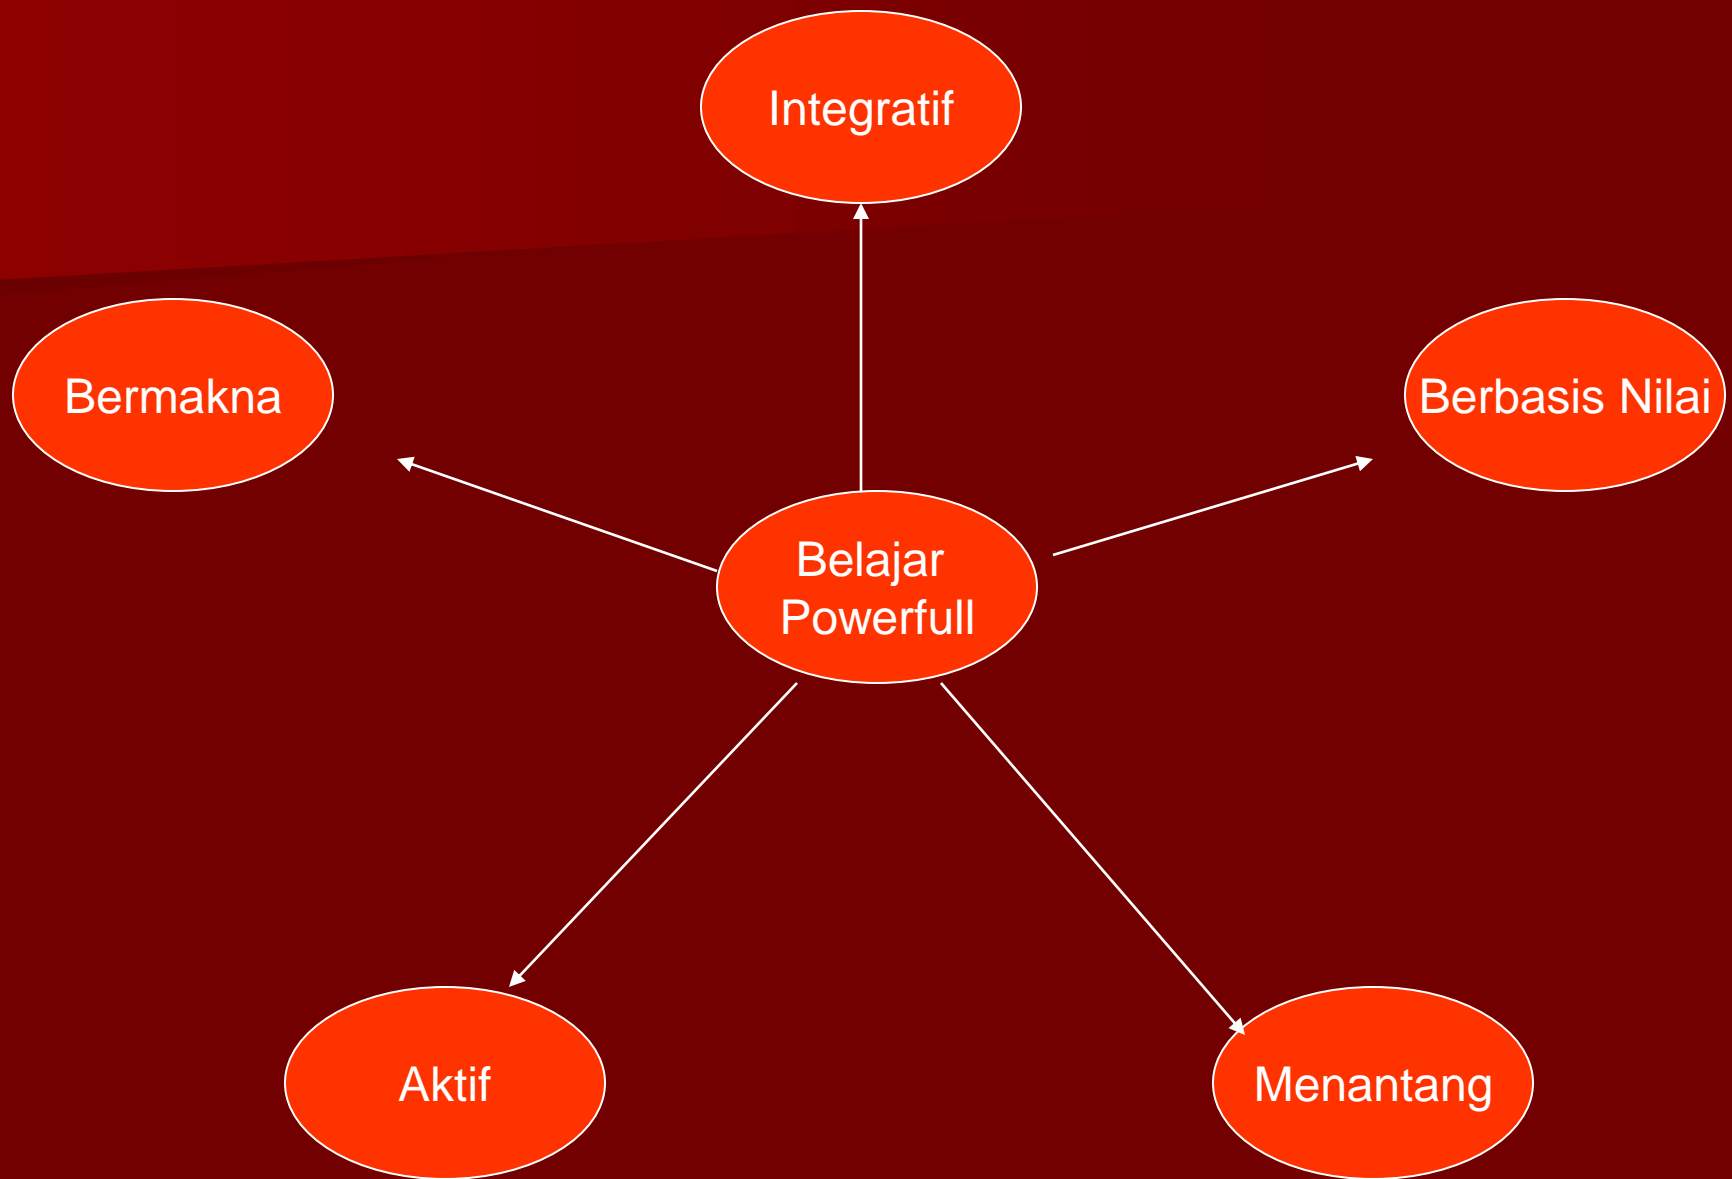 Integratif
Bermakna
Berbasis Nilai
Belajar
Powerfull
Aktif
Menantang